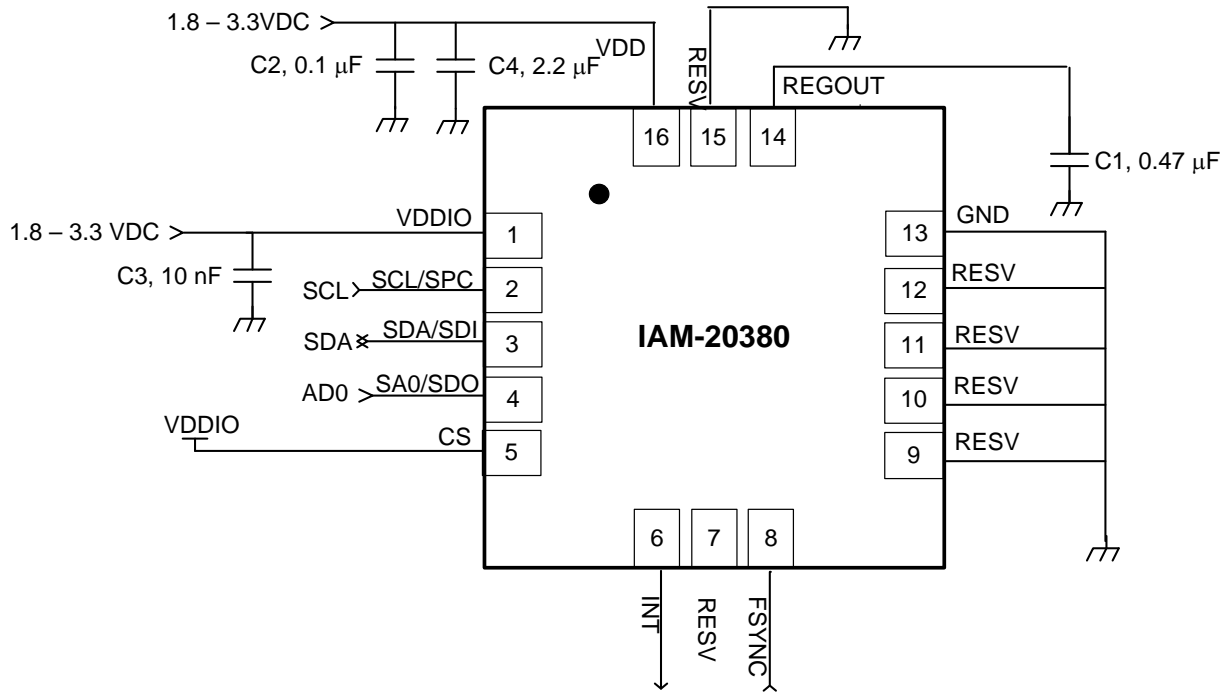 1.8 – 3.3VDC
VDD
C2, 0.1 μF
C4, 2.2 μF
RESV
REGOUT
C1, 0.47 μF
16
15
14
1.8 – 3.3 VDC
VDDIO
1
C3, 10 nF
SCL
SCL/SPC
2
SDA
SDA/SDI
3
AD0
SA0/SDO
4
VDDIO
CS
5
IAM-20380
13
GND
12
RESV
11
RESV
10
RESV
9
RESV
6
7
8
INT
RESV
FSYNC